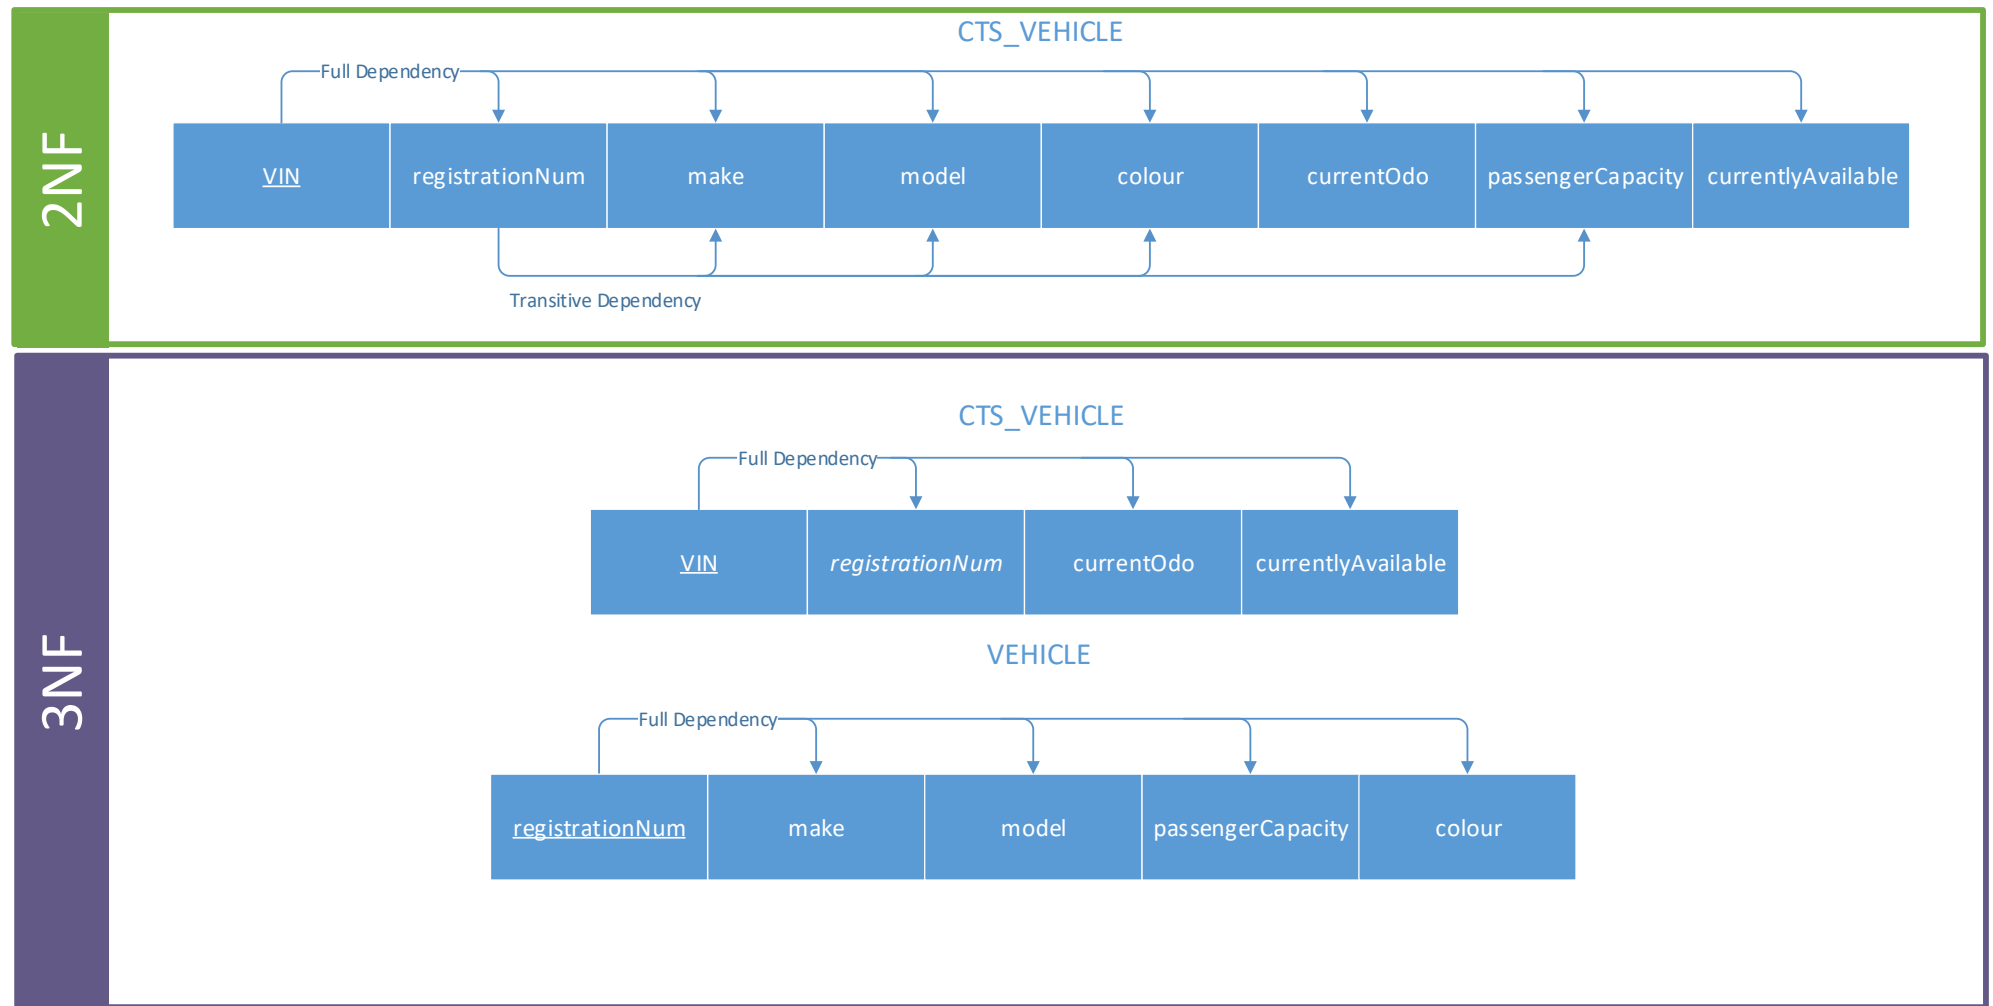 2NF
CTS_VEHICLE
Full Dependency
VIN registrationNum make model colour currentOdo passengerCapacity currentlyAvailable
Transitive Dependency
3NF
CTS_VEHICLE
Full Dependency
VIN registrationNum currentOdo currentlyAvailable
VEHICLE
Full Dependency
registrationNum make model passengerCapacity colour